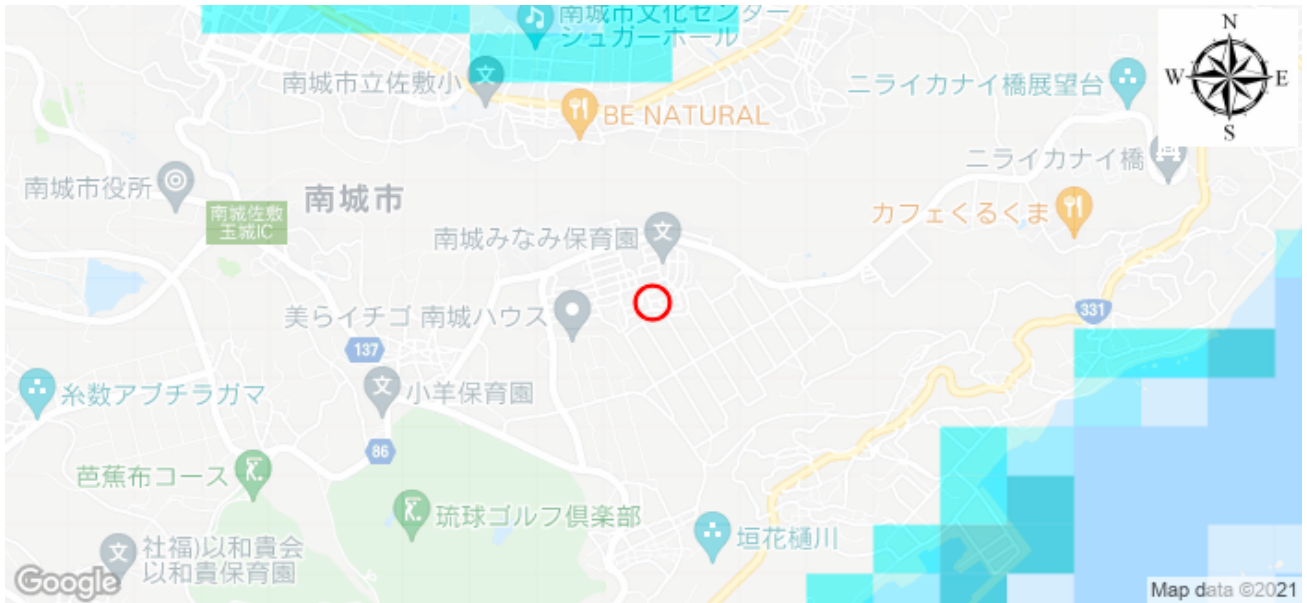 南城市文化センター
シュガーホール
N
W
E
S
南城市立佐敷小
文
ニライカナイ橋展望台
BE NATURAL
ニライカナイ橋
南城市役所
南城市
南城佐敷
玉城IC
カフェくるくま
南城みなみ保育園
文
美らイチゴ 南城ハウス
331
137
糸数アブチラガマ
文
小羊保育園
86
芭蕉布コース
琉球ゴルフ倶楽部
垣花樋川
文
社福)以和貴会
以和貴保育園
Google
Map data ©2021